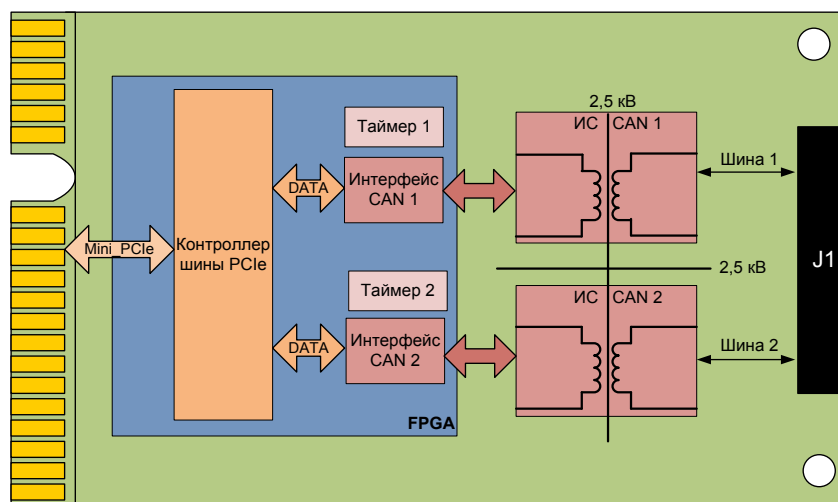 2,5 кВ
Таймер 1
ИС
CAN 1
DATA
Интерфейс
CAN 1
Шина 1
Mini_PCIe
Контроллер
шины PCIe
J1
2,5 кВ
Таймер 2
ИС
CAN 2
DATA
Интерфейс
CAN 2
Шина 2
FPGA